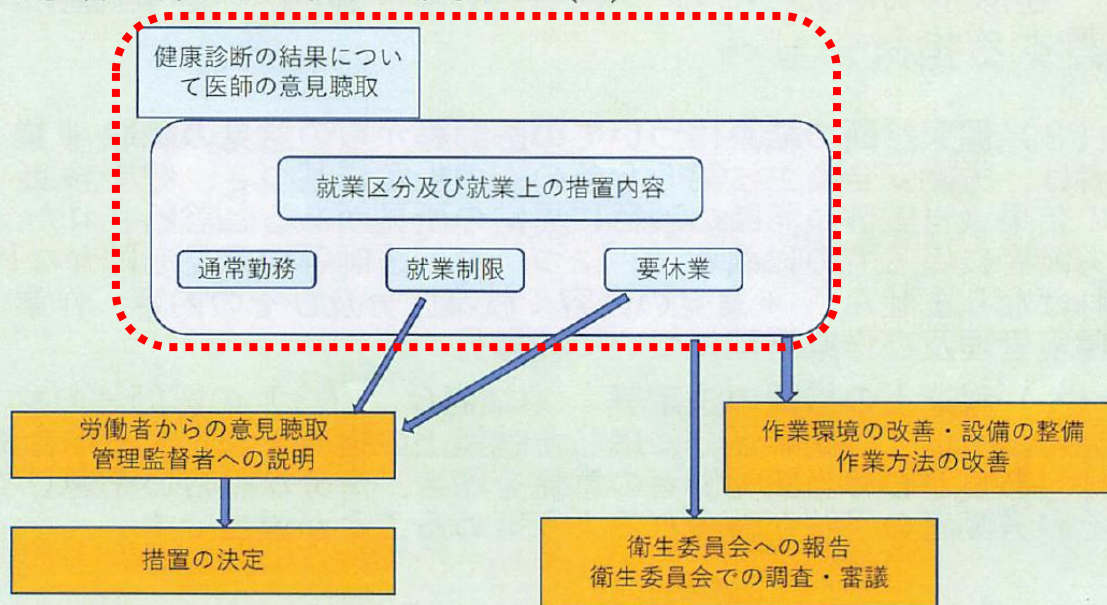 健康診断の結果につい
て医師の意見聴取
就業区分及び就業上の措置内容
通常勤務
就業制限
要休業
労働者からの意見聴取
管理監督者への説明
作業環境の改善・設備の整備
作業方法の改善
措置の決定
衛生委員会への報告
衛生委員会での調査・審議